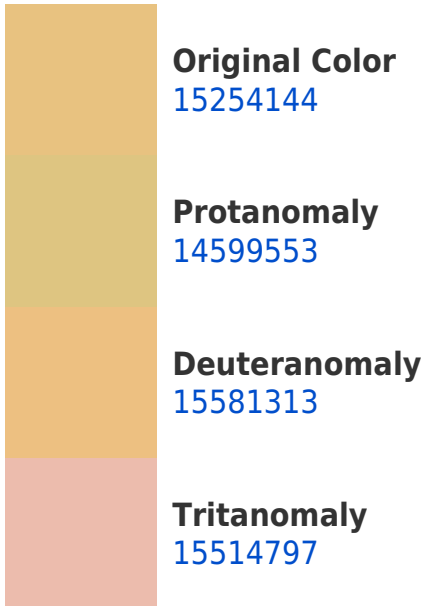 Original Color
15254144
Protanomaly
14599553
Deuteranomaly
15581313
Tritanomaly
15514797